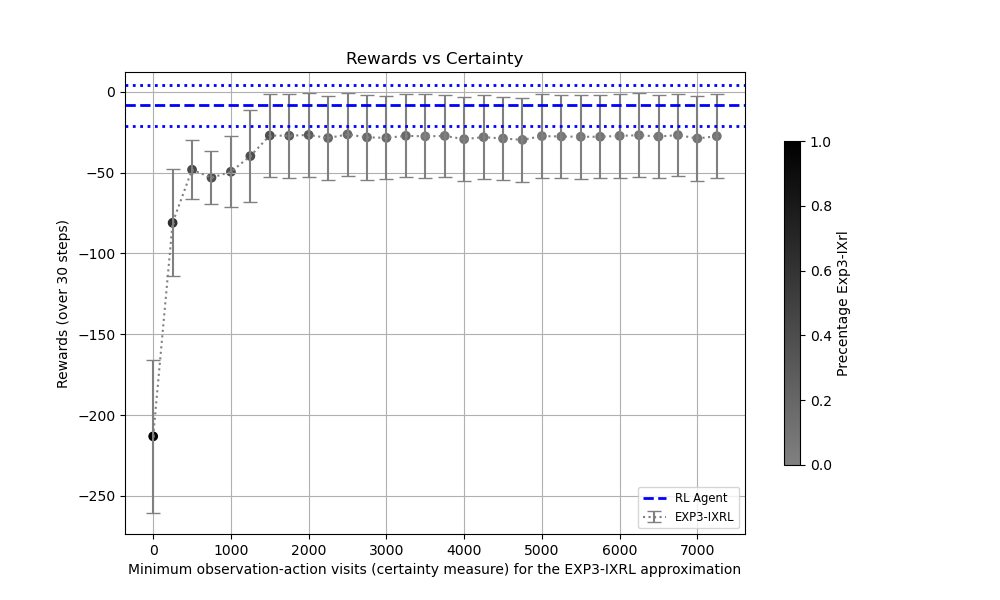 Rewards vs Certainty
Rewards (over 30 steps)
0
−50
−100
−150
−200
−250
0 1000 2000 3000 4000 5000 6000 7000
Minimum observation-action visits (certainty measure) for the EXP3-IXRL approximation
RL Agent
EXP3-IXRL
1.0
0.8
0.6
0.4
0.2
0.0
Precentage Exp3-IXrl